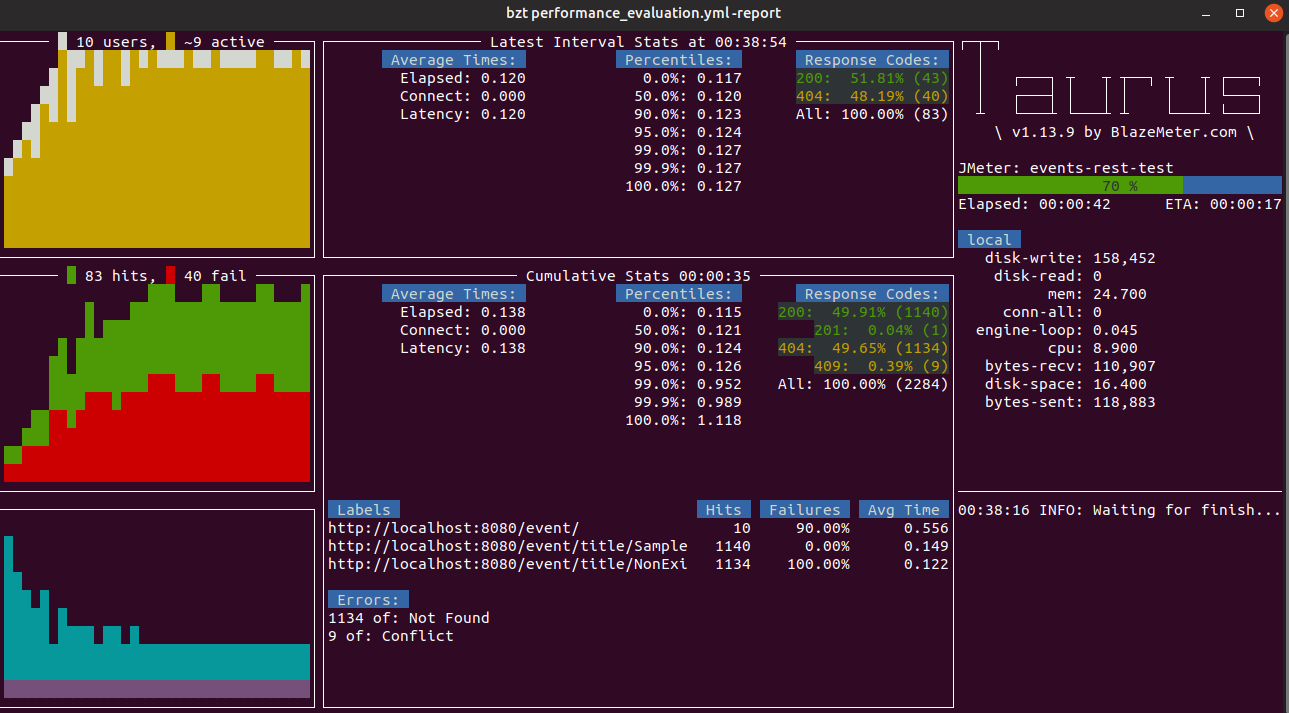 bzt performance_evaluation.yml -report
10 users, ~9 active
83 hits, 40 fail
Latest Interval Stats at 00:38:54
Average Times: Percentiles: Response Codes:
Elapsed: 0.120 0.0%: 0.117 200: 51.81% (43)
Connect: 0.000 50.0%: 0.120 404: 48.19% (40)
Latency: 0.120 90.0%: 0.123 All: 100.00% (83)
95.0%: 0.124
99.0%: 0.127
99.9%: 0.127
100.0%: 0.127
Cumulative Stats 00:00:35
Average Times: Percentiles: Response Codes:
Elapsed: 0.138 0.0%: 0.115 200: 49.91% (1140)
Connect: 0.000 50.0%: 0.121 201: 0.04% (1)
Latency: 0.138 90.0%: 0.124 404: 49.65% (1134)
95.0%: 0.126 409: 0.39% (9)
99.0%: 0.952 All: 100.00% (2284)
99.9%: 0.989
100.0%: 1.118
Labels Hits Failures Avg Time
http://localhost:8080/event/ 10 90.00% 0.556
http://localhost:8080/event/title/Sample 1140 0.00% 0.149
http://localhost:8080/event/title/NonExi 1134 100.00% 0.122
Errors:
1134 of: Not Found
9 of: Conflict
Taurus
\ v1.13.9 by BlazeMeter.com \
JMeter: events-rest-test
70 %
Elapsed: 00:00:42 ETA: 00:00:17
local
disk-write: 158,452
disk-read: 0
mem: 24.700
conn-all: 0
engine-loop: 0.045
cpu: 8.900
bytes-recv: 110,907
disk-space: 16.400
bytes-sent: 118,883
00:38:16 INFO: Waiting for finish...